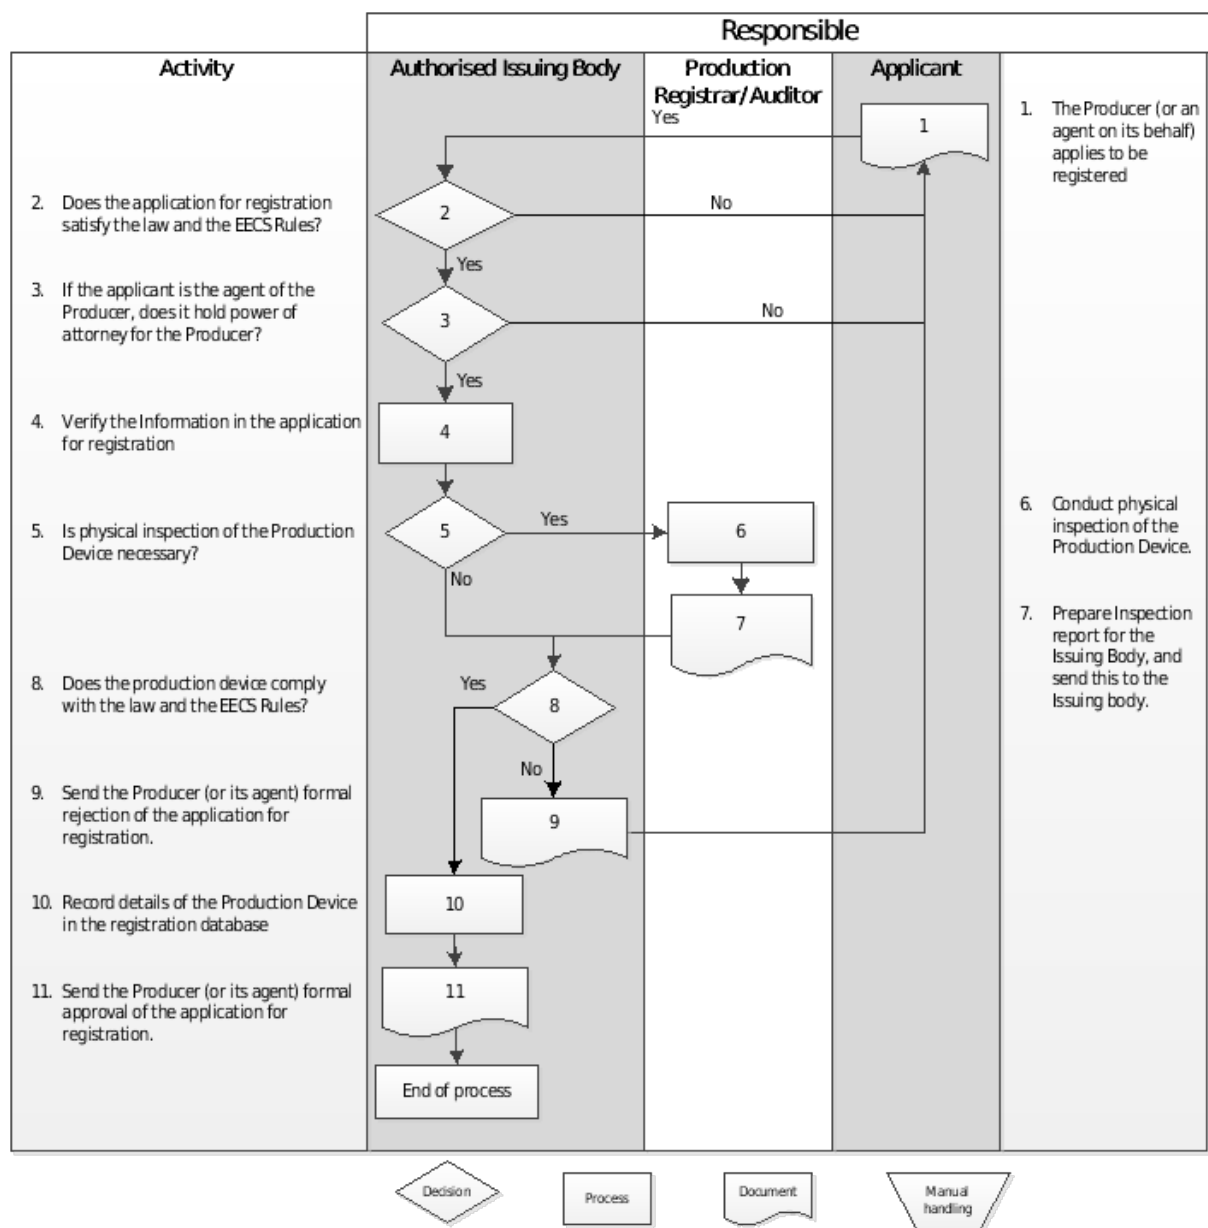 Responsible
Activity
Authorised Issuing Body
Production
Registrar/Auditor
Applicant
Yes
1
1. The Producer (or an
agent on its behalf)
applies to be
registered
2. Does the application for registration
satisfy the law and the EECS Rules?
2
No
Yes
3. If the applicant is the agent of the
Producer, does it hold power of
attorney for the Producer?
3
No
Yes
4. Verify the Information in the application
for registration
4
5. Is physical inspection of the Production
Device necessary?
5
Yes
No
6
6. Conduct physical
inspection of the
Production Device.
7
7. Prepare Inspection
report for the
Issuing Body, and
send this to the
Issuing body.
8. Does the production device comply
with the law and the EECS Rules?
Yes
8
No
9. Send the Producer (or its agent) formal
rejection of the application for
registration.
9
10. Record details of the Production Device
in the registration database
10
11. Send the Producer (or its agent) formal
approval of the application for
registration.
11
End of process
Decision
Process
Document
Manual
handling